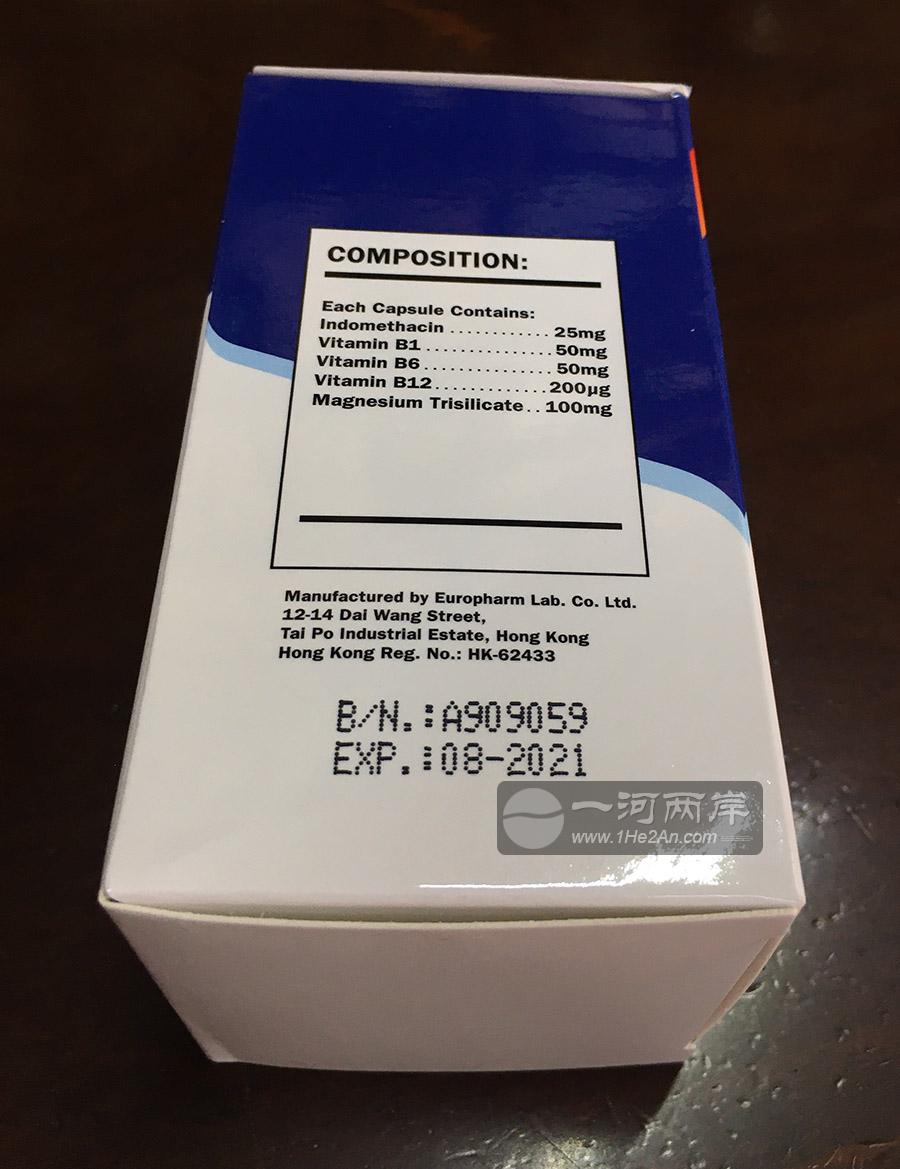 COMPOSITION:
Each Capsule Contains:
Indomethacin ............ 25mg
Vitamin B1 ............... 50mg
Vitamin B6 ............... 50mg
Vitamin B12 ............. 200µg
Magnesium Trisilicate .. 100mg
Manufactured by Europharm Lab. Co. Ltd.
12-14 Dai Wang Street,
Tai Po Industrial Estate, Hong Kong
Hong Kong Reg. No.: HK-62433
B/N.:A909059
EXP.:08-2021
一河两岸
www.1He2An.com